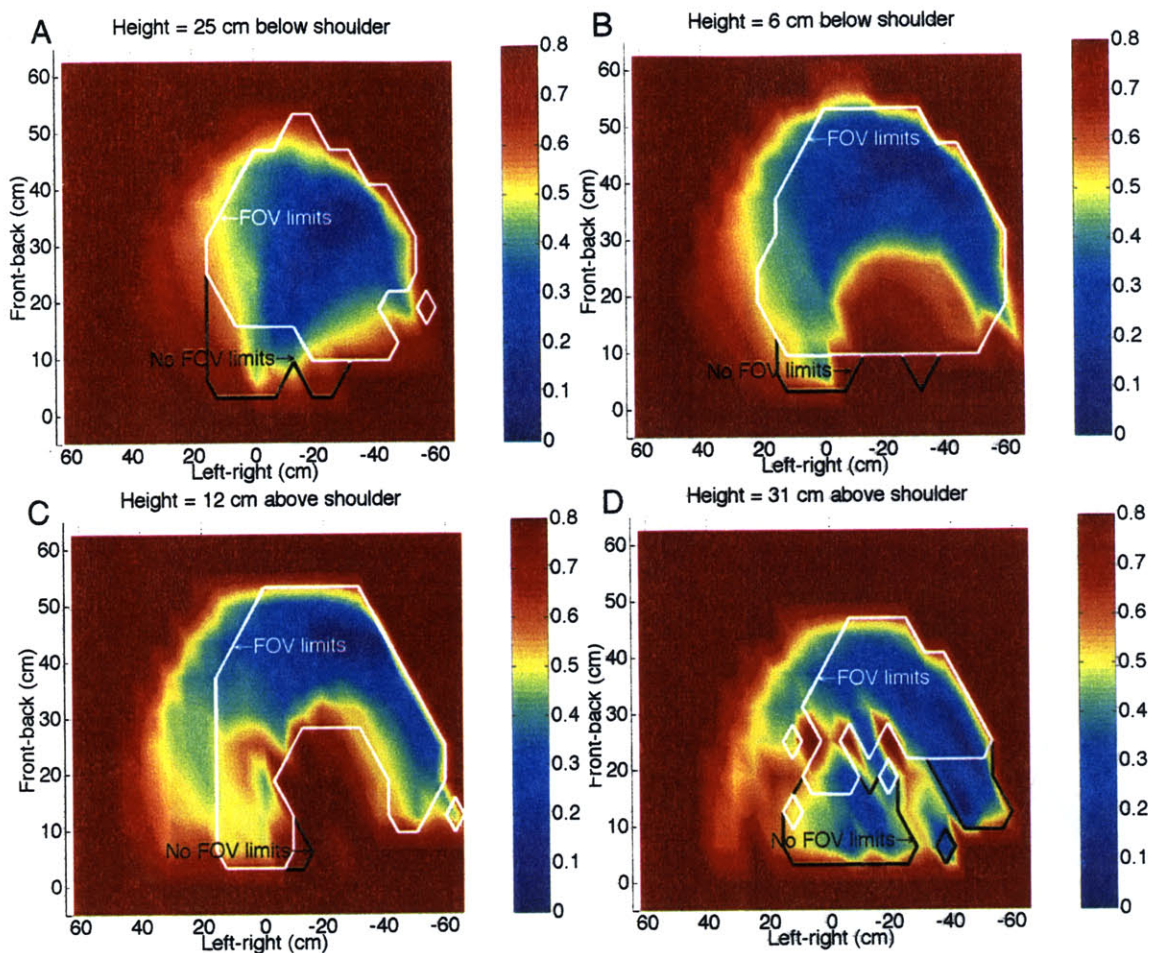 A
Height = 25 cm below shoulder
60
50
40
30
20
10
0
Front-back (cm)
FOV limits
No FOV limits
60 40 20 0 -20 -40 -60
Left-right (cm)
0.8
0.7
0.6
0.5
0.4
0.3
0.2
0.1
0
B
Height = 6 cm below shoulder
60
50
40
30
20
10
0
Front-back (cm)
FOV limits
No FOV limits
60 40 20 0 -20 -40 -60
Left-right (cm)
0.8
0.7
0.6
0.5
0.4
0.3
0.2
0.1
0
C
Height = 12 cm above shoulder
60
50
40
30
20
10
0
Front-back (cm)
FOV limits
No FOV limits
60 40 20 0 -20 -40 -60
Left-right (cm)
0.8
0.7
0.6
0.5
0.4
0.3
0.2
0.1
0
D
Height = 31 cm above shoulder
60
50
40
30
20
10
0
Front-back (cm)
FOV limits
No FOV limits
60 40 20 0 -20 -40 -60
Left-right (cm)
0.8
0.7
0.6
0.5
0.4
0.3
0.2
0.1
0